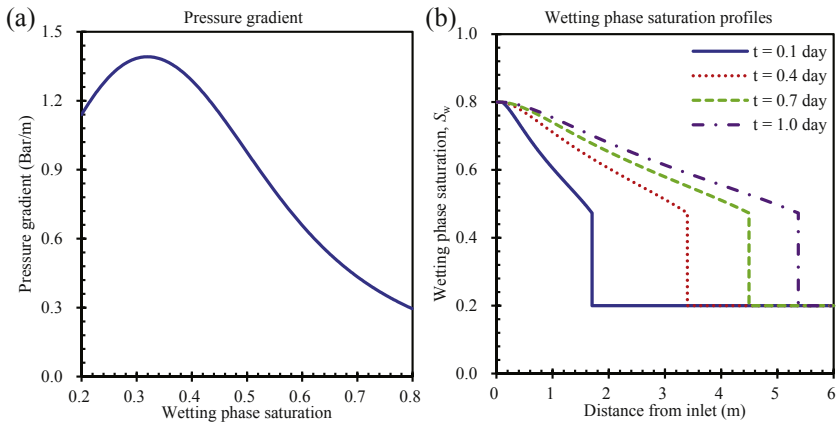 (a)
Pressure gradient
1.5
1.2
0.9
0.6
0.3
0.0
Pressure gradient (Bar/m)
0.2 0.3 0.4 0.5 0.6 0.7 0.8
Wetting phase saturation
(b)
Wetting phase saturation profiles
1.0
0.8
0.6
0.4
0.2
0.0
Wetting phase saturation, Sw
t = 0.1 day
t = 0.4 day
t = 0.7 day
t = 1.0 day
0 1 2 3 4 5 6
Distance from inlet (m)